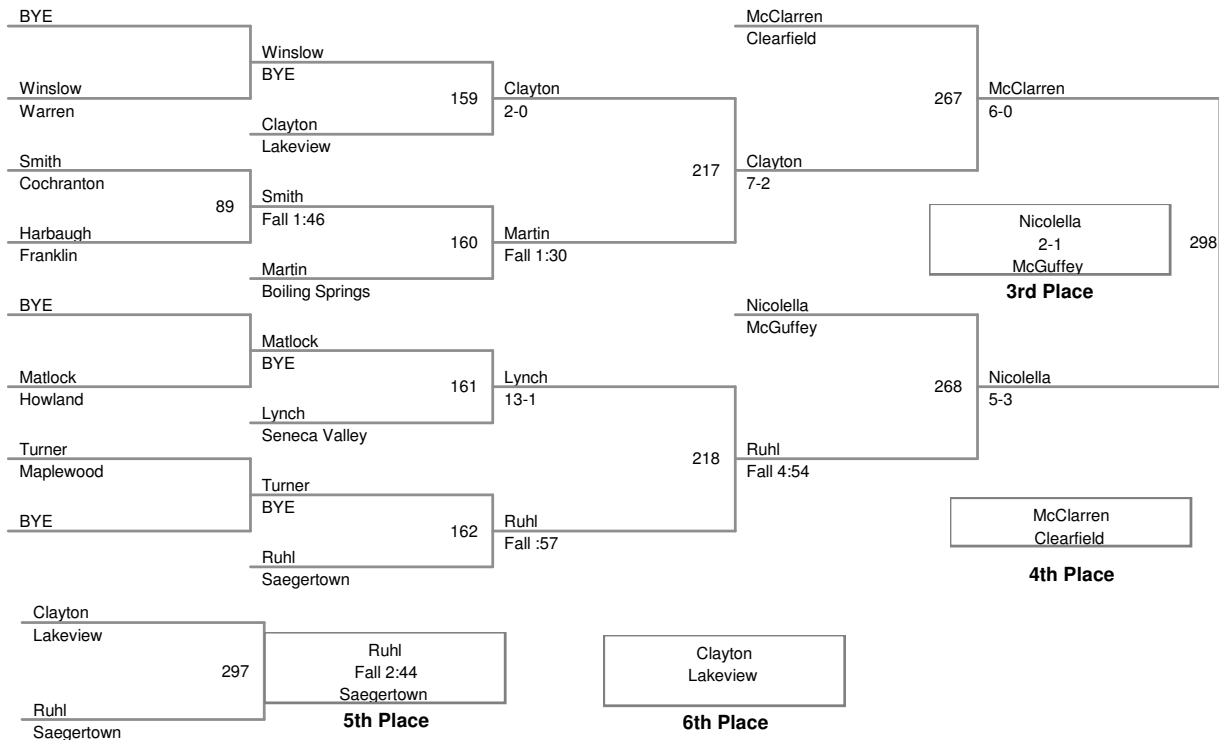 BYE
Winslow
Warren
Smith
Cochranton
89
Harbaugh
Franklin
BYE
Matlock
Howland
Turner
Maplewood
BYE
Winslow
BYE
159
Clayton
Lakeview
Smith
Fall 1:46
160
Martin
Boiling Springs
Matlock
BYE
161
Lynch
Seneca Valley
Turner
BYE
162
Ruhl
Saegertown
Clayton
2-0
217
Martin
Fall 1:30
Lynch
13-1
218
Ruhl
Fall :57
McClarren
Clearfield
267
Clayton
7-2
Nicolella
McGuffey
268
Ruhl
Fall 4:54
McClarren
6-0
298
Nicolella
5-3
Nicolella
2-1
McGuffey
3rd Place
McClarren
Clearfield
4th Place
Clayton
Lakeview
297
Ruhl
Saegertown
Ruhl
Fall 2:44
Saegertown
5th Place
Clayton
Lakeview
6th Place